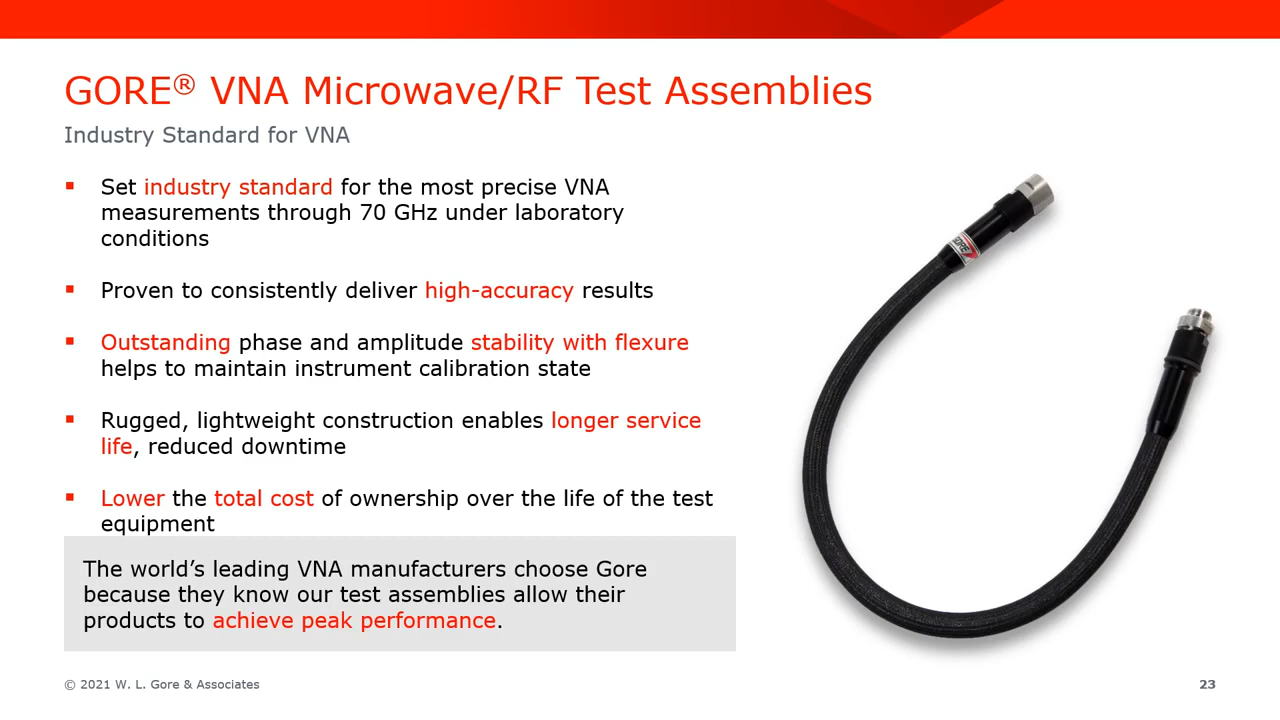 GORE® VNA Microwave/RF Test Assemblies
Industry Standard for VNA
▪ Set industry standard for the most precise VNA
measurements through 70 GHz under laboratory
conditions
▪ Proven to consistently deliver high-accuracy results
▪ Outstanding phase and amplitude stability with flexure
helps to maintain instrument calibration state
▪ Rugged, lightweight construction enables longer service
life, reduced downtime
▪ Lower the total cost of ownership over the life of the test
equipment
The world’s leading VNA manufacturers choose Gore
because they know our test assemblies allow their
products to achieve peak performance.
GORE
© 2021 W. L. Gore & Associates
23